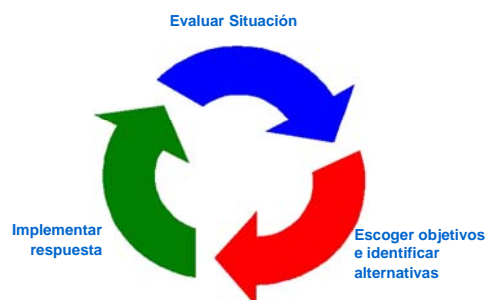 Evaluar Situación
Escoger objetivos
e identificar
alternativas
Implementar
respuesta